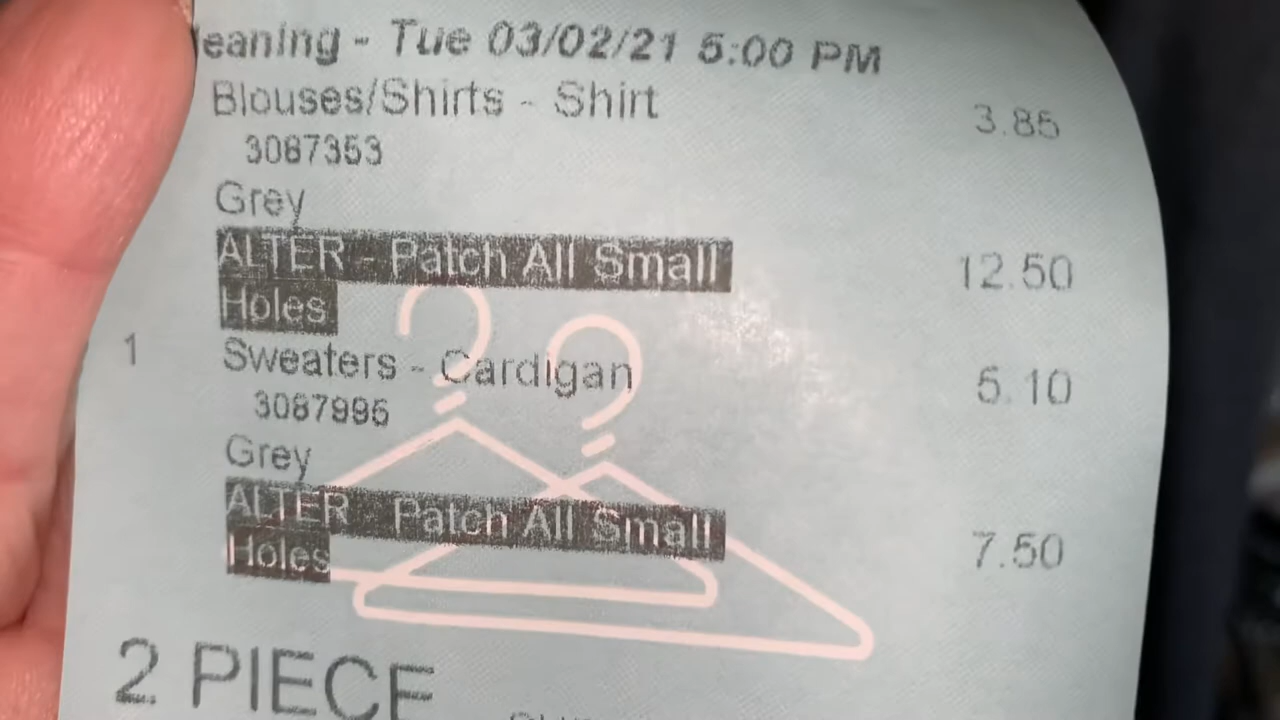 leaning - Tue 03/02/21 5:00 PM
Blouses/Shirts - Shirt 3.85
3087353
Grey
ALTER - Patch All Small 12.50
Holes
1 Sweaters - Cardigan 5.10
3087995
Grey
ALTER - Patch All Small 7.50
Holes
2 PIECE